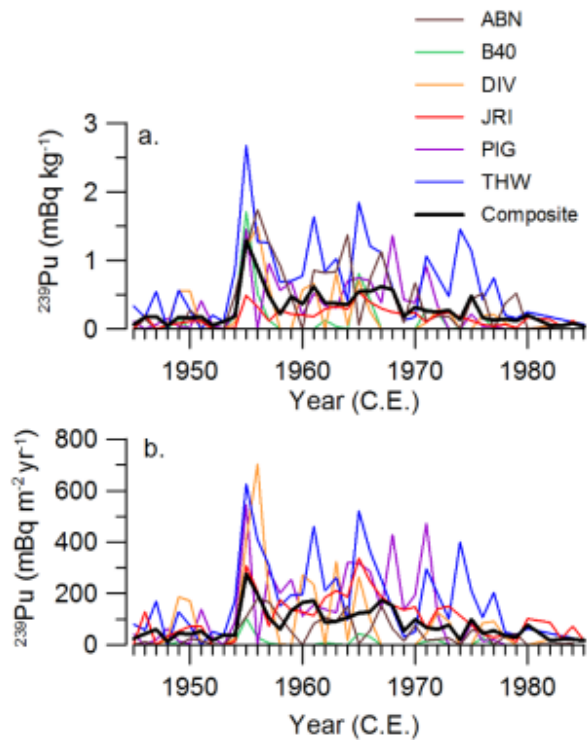 ABN
B40
DIV
JRI
PIG
THW
Composite
a.
3
2
1
0
²³⁹Pu (mBq kg⁻¹)
1950 1960 1970 1980
Year (C.E.)
b.
800
600
400
200
0
²³⁹Pu (mBq m⁻² yr⁻¹)
1950 1960 1970 1980
Year (C.E.)